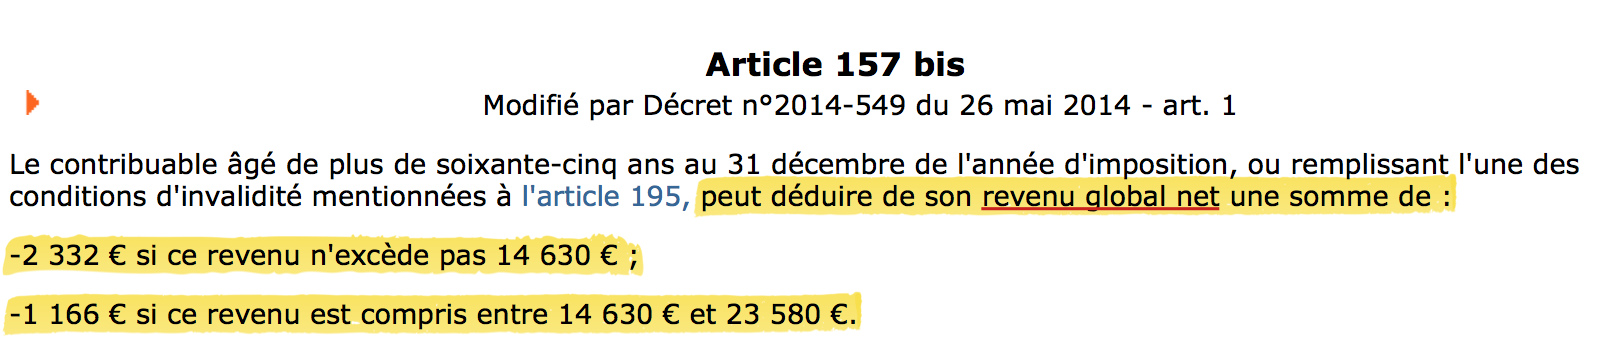 Article 157 bis
Modifié par Décret n°2014-549 du 26 mai 2014 - art. 1
Le contribuable âgé de plus de soixante-cinq ans au 31 décembre de l'année d'imposition, ou remplissant l'une des
conditions d'invalidité mentionnées à l'article 195, peut déduire de son revenu global net une somme de :
-2 332 € si ce revenu n'excède pas 14 630 € ;
-1 166 € si ce revenu est compris entre 14 630 € et 23 580 €.